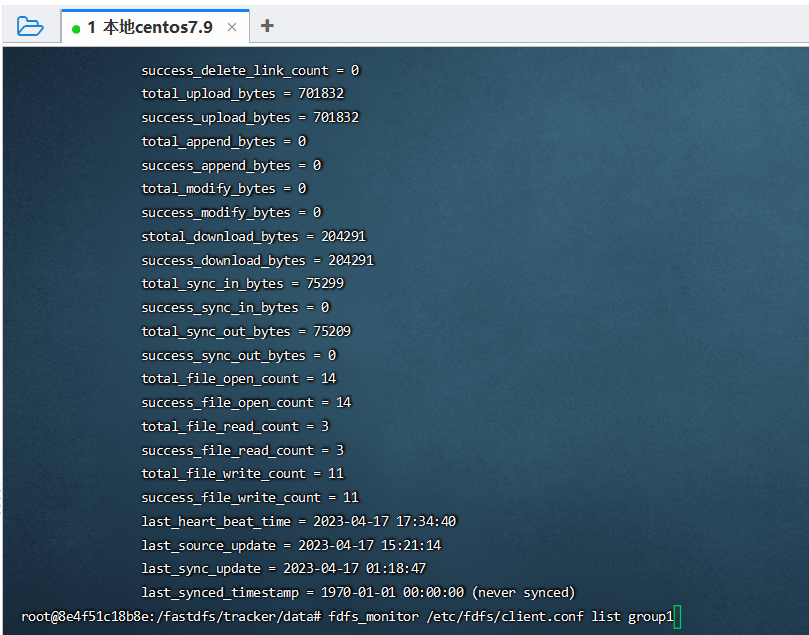 1 本地centos7.9 × +
success_delete_link_count = 0
total_upload_bytes = 701832
success_upload_bytes = 701832
total_append_bytes = 0
success_append_bytes = 0
total_modify_bytes = 0
success_modify_bytes = 0
stotal_download_bytes = 204291
success_download_bytes = 204291
total_sync_in_bytes = 75299
success_sync_in_bytes = 0
total_sync_out_bytes = 75209
success_sync_out_bytes = 0
total_file_open_count = 14
success_file_open_count = 14
total_file_read_count = 3
success_file_read_count = 3
total_file_write_count = 11
success_file_write_count = 11
last_heart_beat_time = 2023-04-17 17:34:40
last_source_update = 2023-04-17 15:21:14
last_sync_update = 2023-04-17 01:18:47
last_synced_timestamp = 1970-01-01 00:00:00 (never synced)
root@8e4f51c18b8e:/fastdfs/tracker/data# fdfs_monitor /etc/fdfs/client.conf list group1